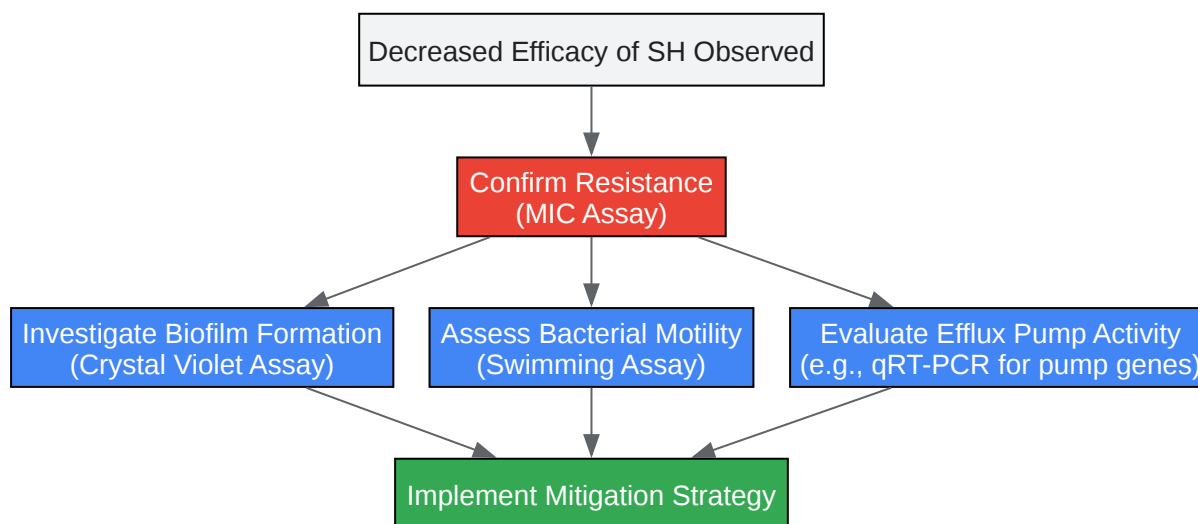 Decreased Efficacy of SH Observed
Confirm Resistance
(MIC Assay)
Investigate Biofilm Formation
(Crystal Violet Assay)
Assess Bacterial Motility
(Swimming Assay)
Evaluate Efflux Pump Activity
(e.g., qRT-PCR for pump genes)
Implement Mitigation Strategy